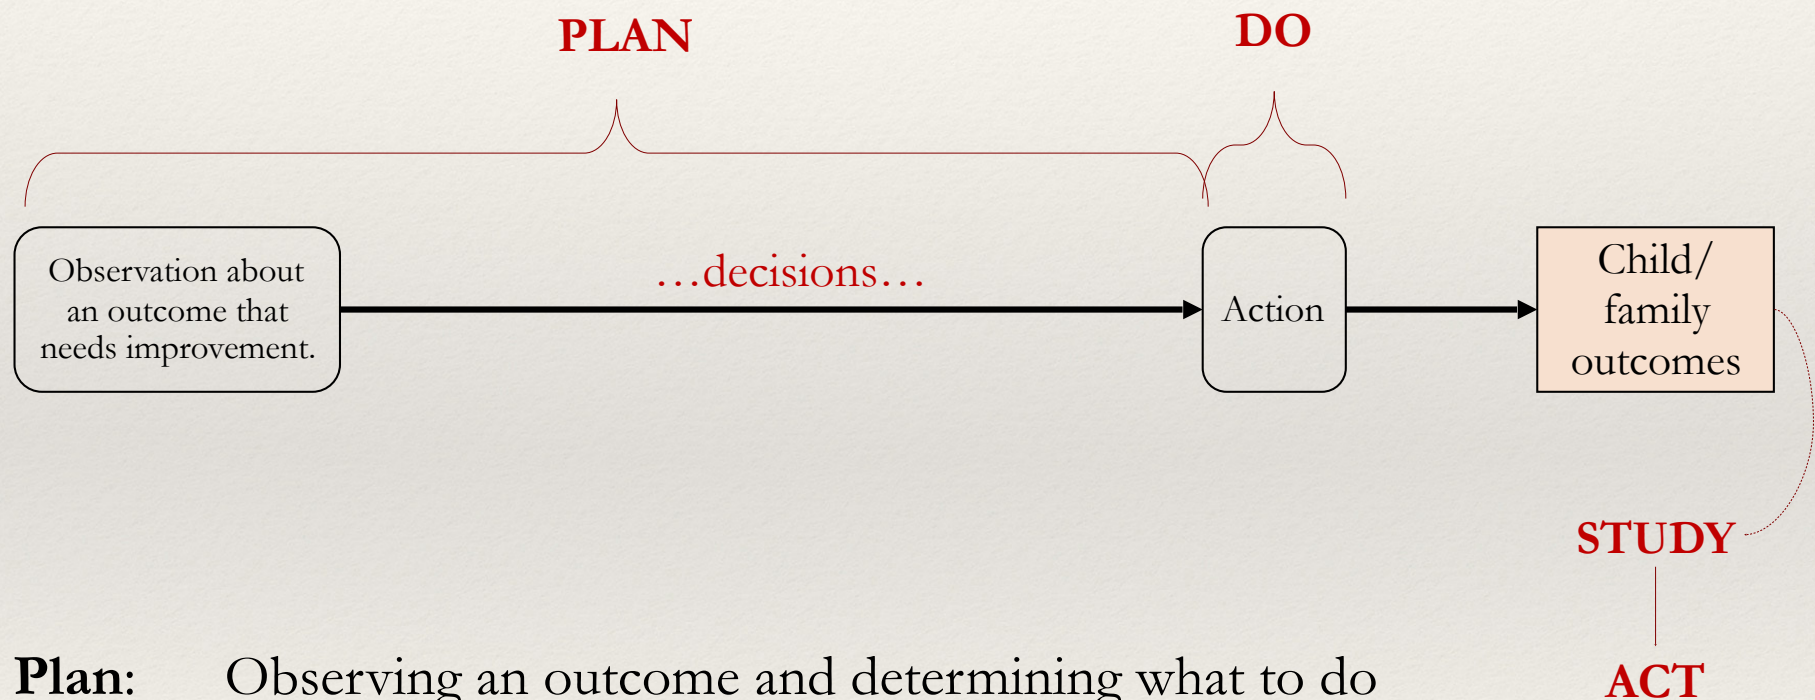 PLAN
DO
Observation about
an outcome that
needs improvement.
…decisions…
Action
Child/
family
outcomes
STUDY
ACT
Plan: Observing an outcome and determining what to do